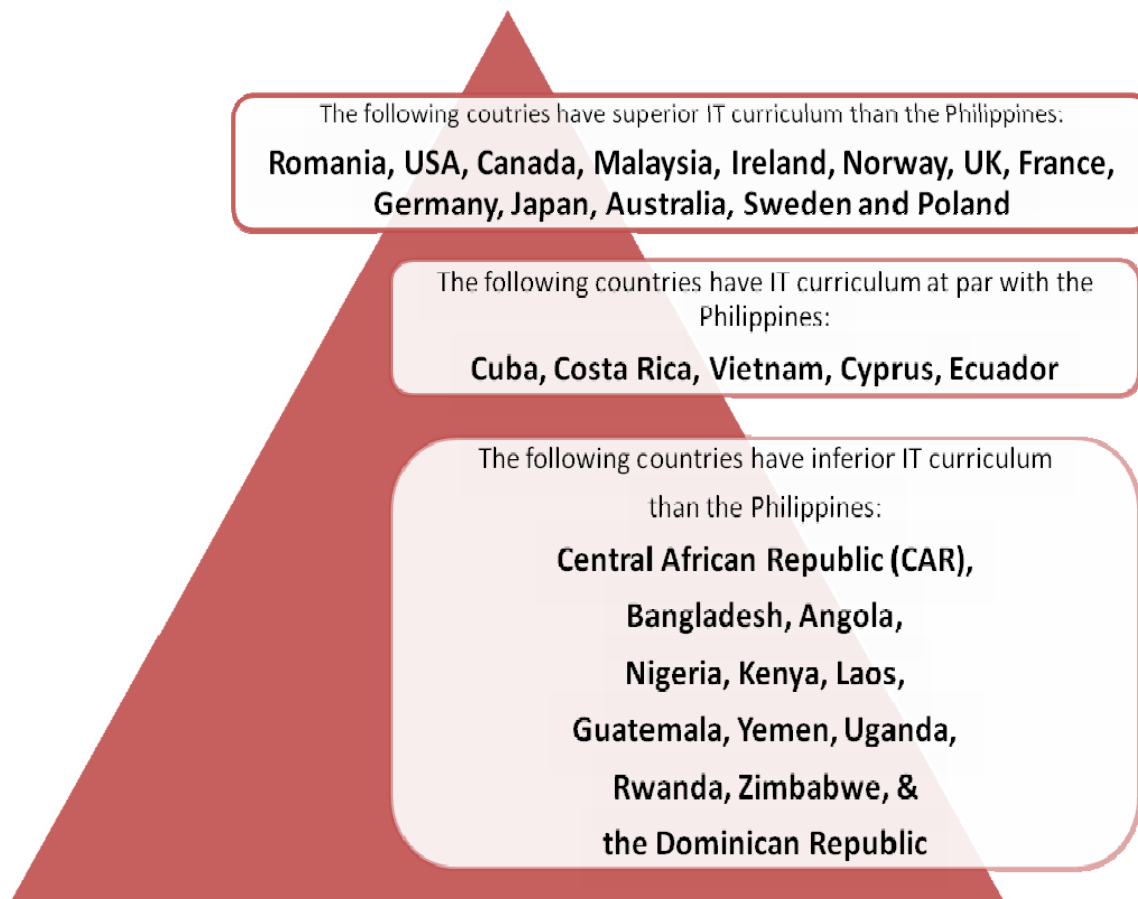 The following coutries have superior IT curriculum than the Philippines:
Romania, USA, Canada, Malaysia, Ireland, Norway, UK, France,
Germany, Japan, Australia, Sweden and Poland
The following countries have IT curriculum at par with the
Philippines:
Cuba, Costa Rica, Vietnam, Cyprus, Ecuador
The following countries have inferior IT curriculum
than the Philippines:
Central African Republic (CAR),
Bangladesh, Angola,
Nigeria, Kenya, Laos,
Guatemala, Yemen, Uganda,
Rwanda, Zimbabwe, &
the Dominican Republic